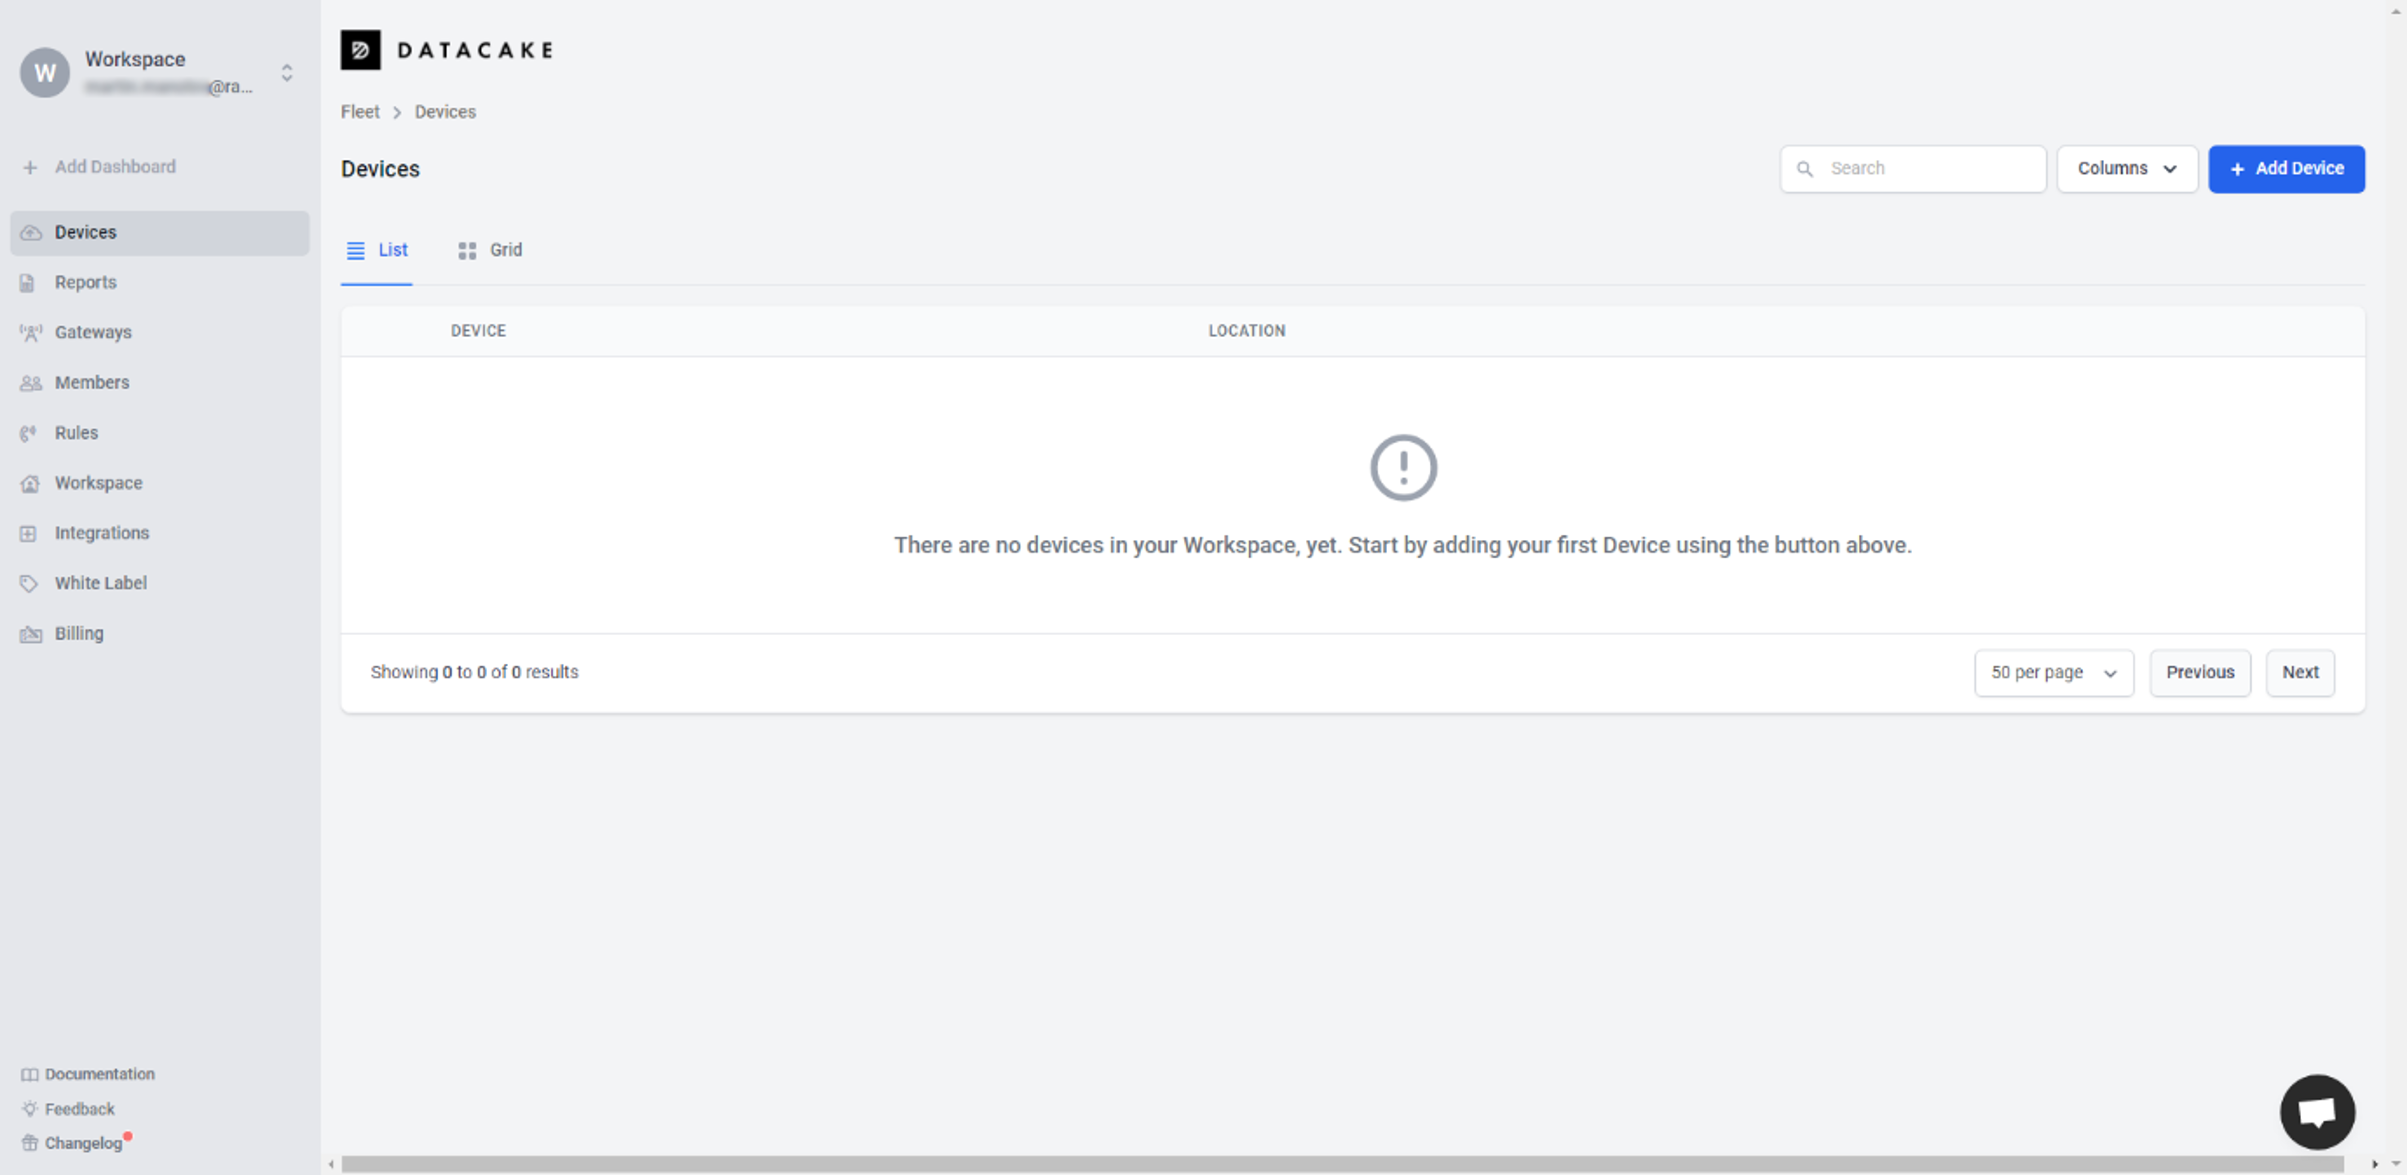 W
Workspace
@ra...
Add Dashboard
Devices
Reports
Gateways
Members
Rules
Workspace
Integrations
White Label
Billing
Documentation
Feedback
Changelog
DATACAKE
Fleet > Devices
Devices
Search
Columns
+ Add Device
List
Grid
DEVICE
LOCATION
There are no devices in your Workspace, yet. Start by adding your first Device using the button above.
Showing 0 to 0 of 0 results
50 per page
Previous
Next